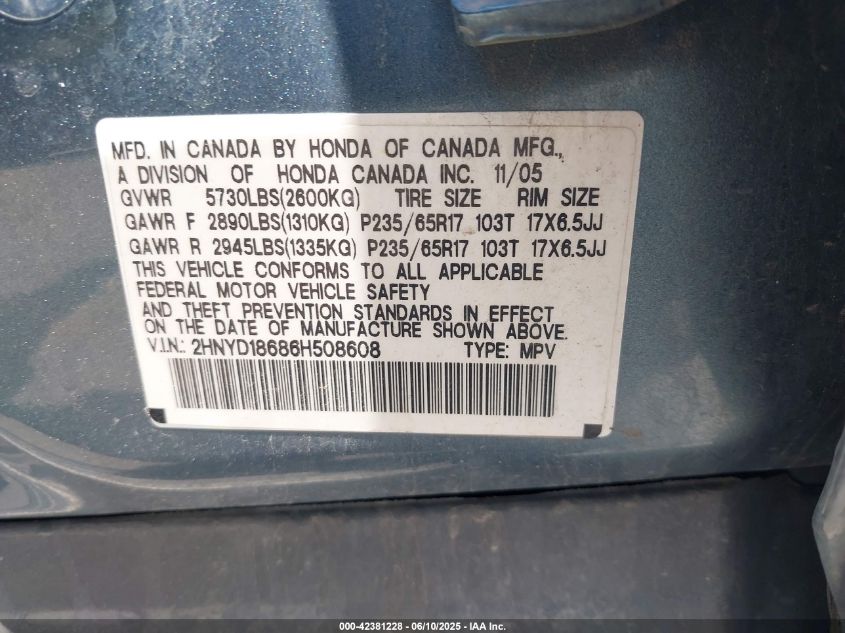 MFD. IN CANADA BY HONDA OF CANADA MFG.,
A DIVISION OF HONDA CANADA INC. 11/05
GVWR 5730LBS(2600KG) TIRE SIZE RIM SIZE
GAWR F 2890LBS(1310KG) P235/65R17 103T 17X6.5JJ
GAWR R 2945LBS(1335KG) P235/65R17 103T 17X6.5JJ
THIS VEHICLE CONFORMS TO ALL APPLICABLE
FEDERAL MOTOR VEHICLE SAFETY
AND THEFT PREVENTION STANDARDS IN EFFECT
ON THE DATE OF MANUFACTURE SHOWN ABOVE.
V.I.N.: 2HNYD18686H508608 TYPE: MPV
000-42381228 - 06/10/2025 - IAA Inc.